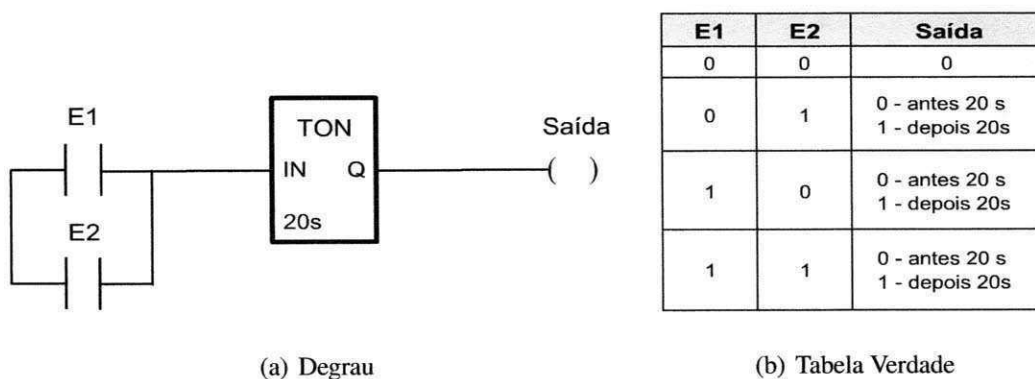 E1
E2
TON
IN Q
20s
Saída
( )
(a) Degrau
E1 E2 Saída
0 0 0
0 1 0 - antes 20 s
1 - depois 20s
1 0 0 - antes 20 s
1 - depois 20s
1 1 0 - antes 20 s
1 - depois 20s
(b) Tabela Verdade